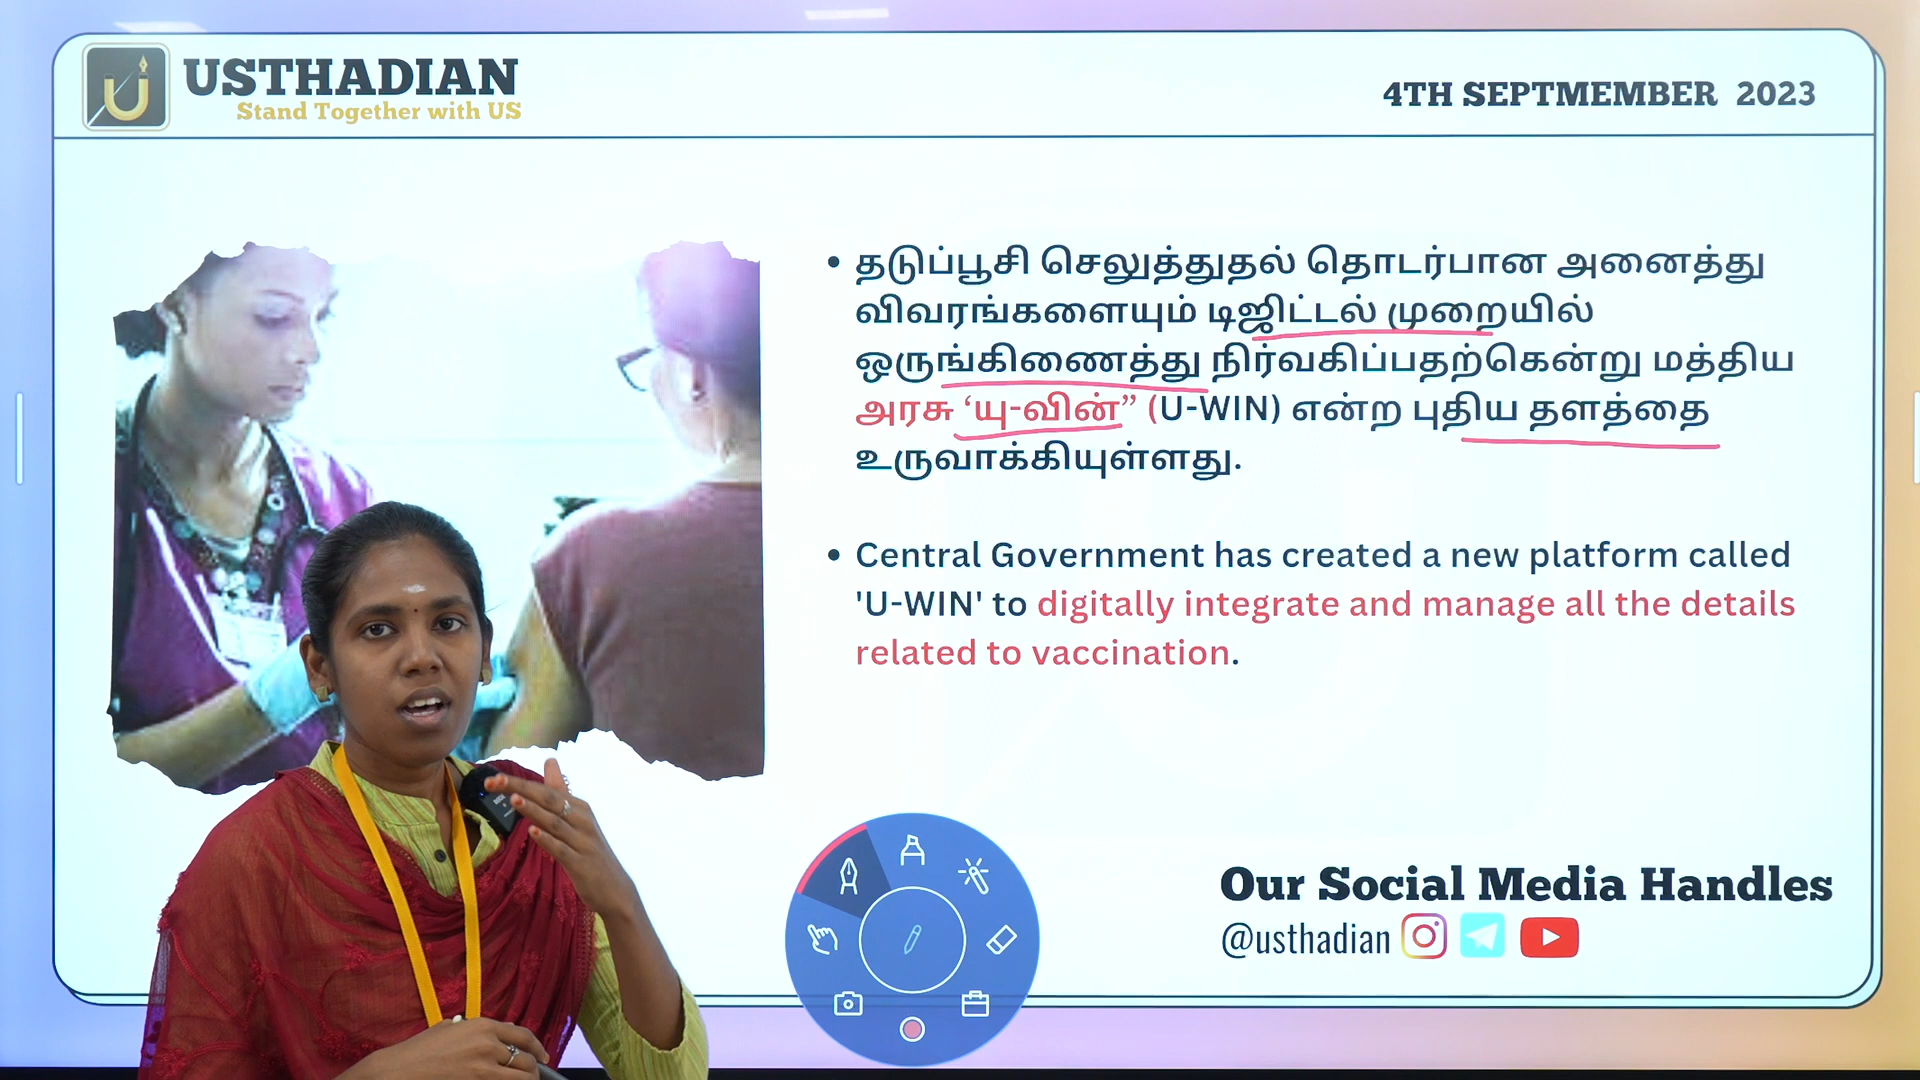 USTHADIAN
Stand Together with US
4TH SEPTMEMBER 2023
• தடுப்பூசி செலுத்துதல் தொடர்பான அனைத்து
விவரங்களையும் டிஜிட்டல் முறையில்
ஒருங்கிணைத்து நிர்வகிப்பதற்கென்று மத்திய
அரசு ‘யு-வின்” (U-WIN) என்ற புதிய தளத்தை
உருவாக்கியுள்ளது.
• Central Government has created a new platform called
'U-WIN' to digitally integrate and manage all the details
related to vaccination.
Our Social Media Handles
@usthadian